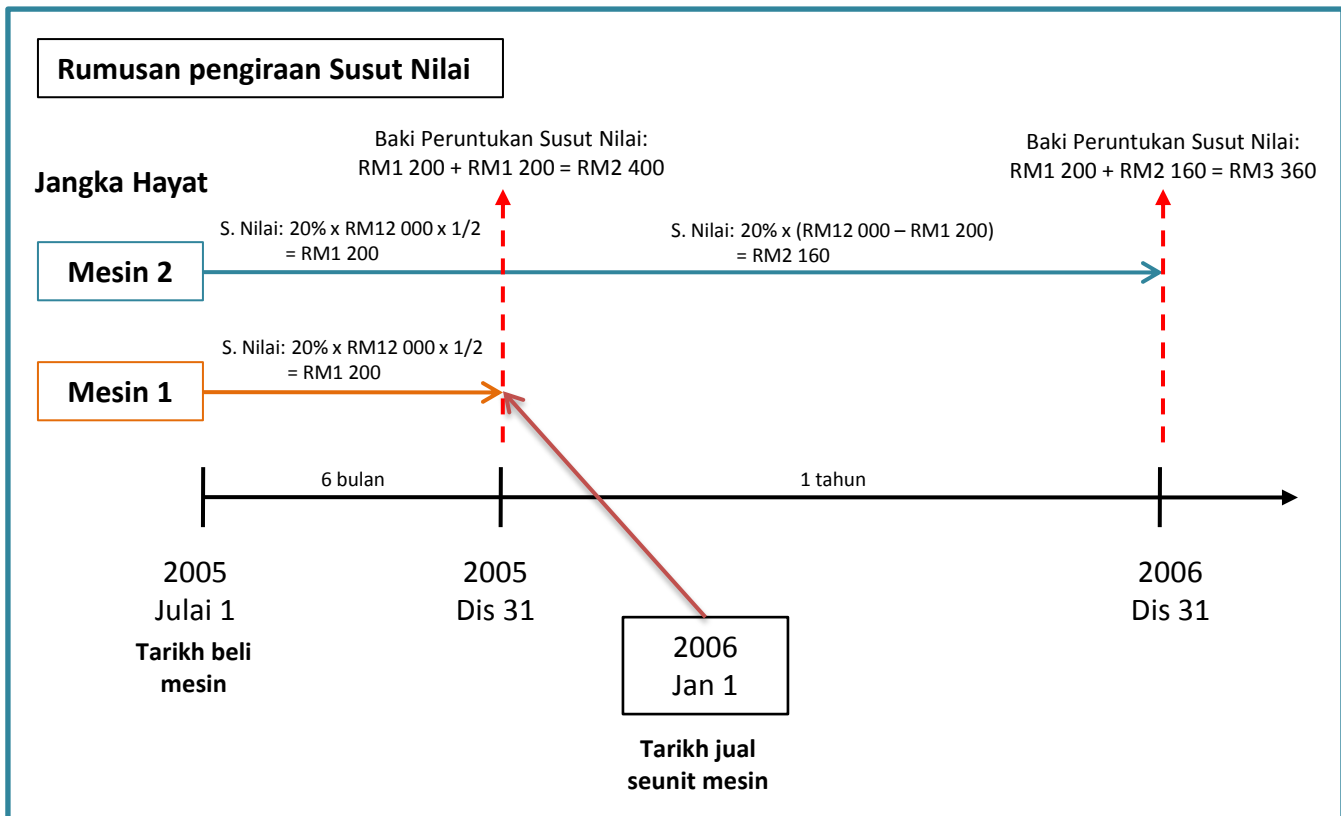 Rumusan pengiraan Susut Nilai
Baki Peruntukan Susut Nilai:
RM1 200 + RM1 200 = RM2 400
Baki Peruntukan Susut Nilai:
RM1 200 + RM2 160 = RM3 360
Jangka Hayat
Mesin 2
S. Nilai: 20% x RM12 000 x 1/2
= RM1 200
S. Nilai: 20% x (RM12 000 – RM1 200)
= RM2 160
Mesin 1
S. Nilai: 20% x RM12 000 x 1/2
= RM1 200
6 bulan
1 tahun
2005
Julai 1
Tarikh beli
mesin
2005
Dis 31
2006
Jan 1
Tarikh jual
seunit mesin
2006
Dis 31